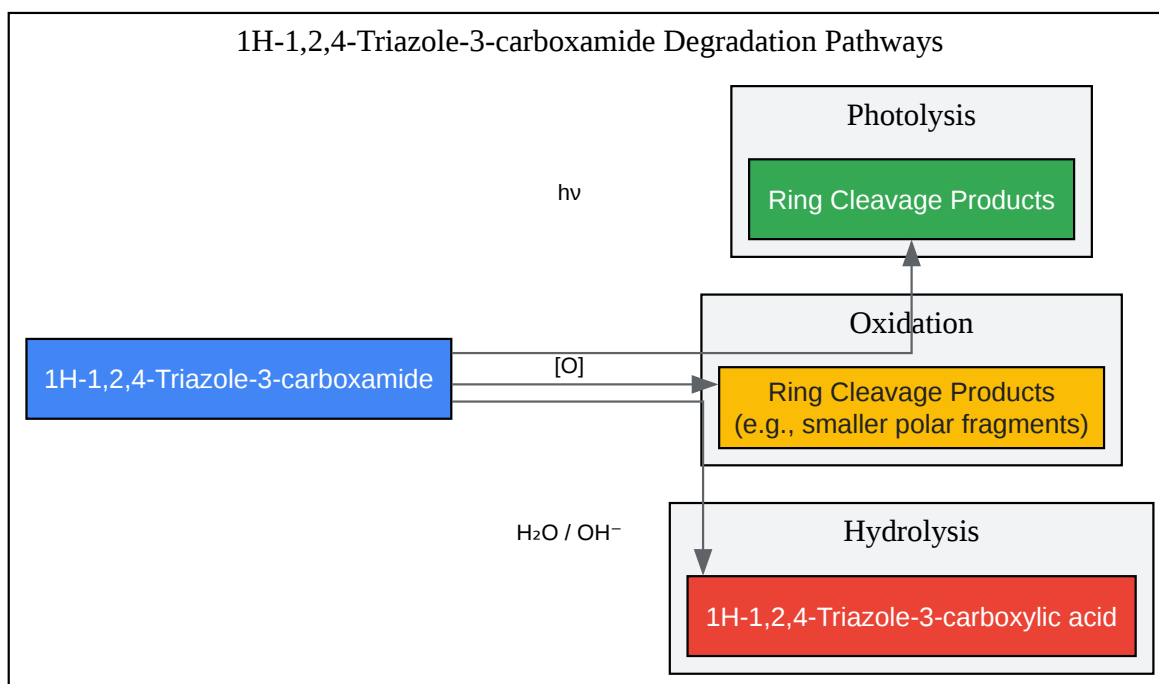 1H-1,2,4-Triazole-3-carboxamide Degradation Pathways
Photolysis
Ring Cleavage Products
hν
Oxidation
1H-1,2,4-Triazole-3-carboxamide
[O]
Ring Cleavage Products
(e.g., smaller polar fragments)
H₂O / OH⁻
Hydrolysis
1H-1,2,4-Triazole-3-carboxylic acid